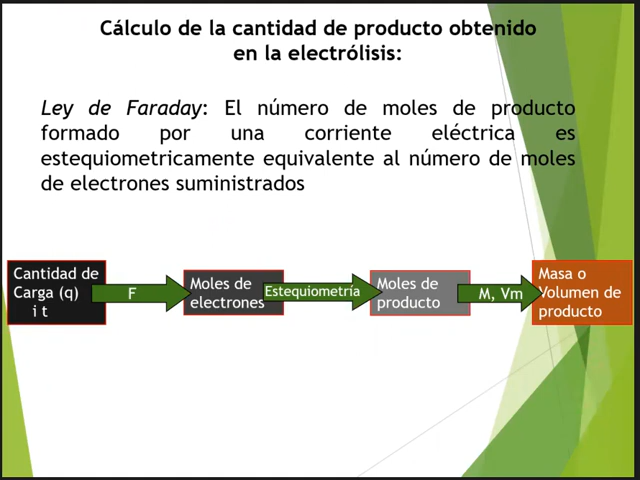 Cálculo de la cantidad de producto obtenido
en la electrólisis:
Ley de Faraday: El número de moles de producto
formado por una corriente eléctrica es
estequiometricamente equivalente al número de moles
de electrones suministrados
Cantidad de
Carga (q)
i t
F
Moles de
electrones
Estequiometría
Moles de
producto
M, Vm
Masa o
Volumen de
producto